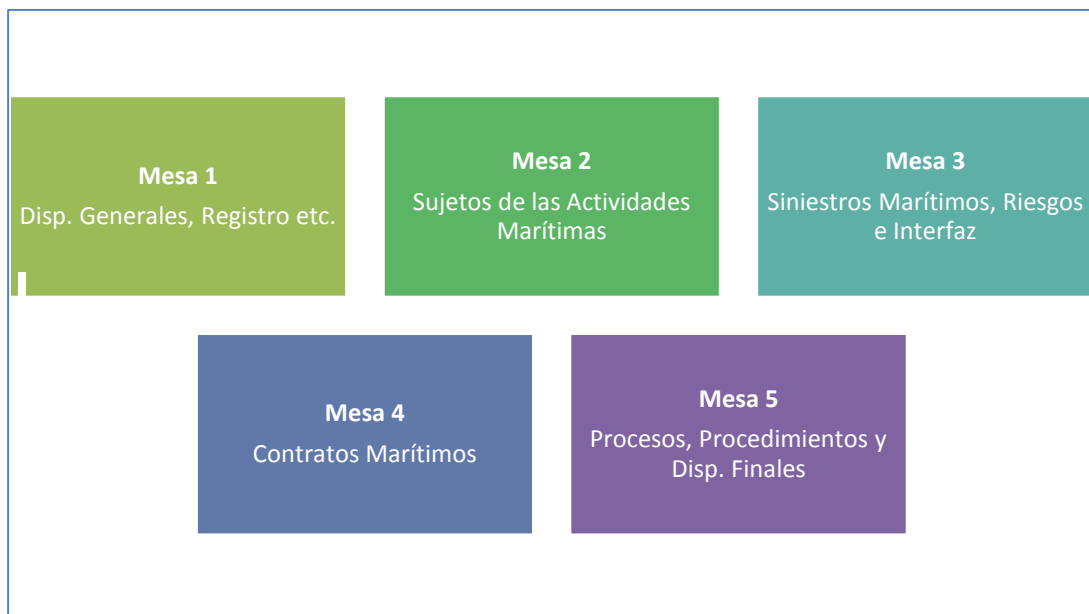 Mesa 1
Disp. Generales, Registro etc.
Mesa 2
Sujetos de las Actividades
Marítimas
Mesa 3
Siniestros Marítimos, Riesgos
e Interfaz
Mesa 4
Contratos Marítimos
Mesa 5
Procesos, Procedimientos y
Disp. Finales